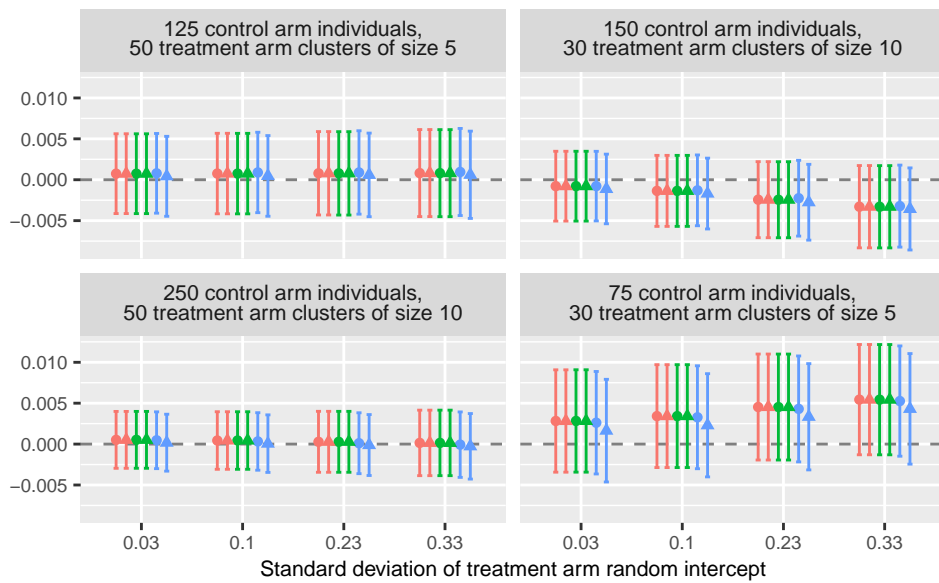 125 control arm individuals,
50 treatment arm clusters of size 5
150 control arm individuals,
30 treatment arm clusters of size 10
0.010
0.005
0.000
−0.005
250 control arm individuals,
50 treatment arm clusters of size 10
75 control arm individuals,
30 treatment arm clusters of size 5
0.010
0.005
0.000
−0.005
0.03 0.1 0.23 0.33 0.03 0.1 0.23 0.33
Standard deviation of treatment arm random intercept